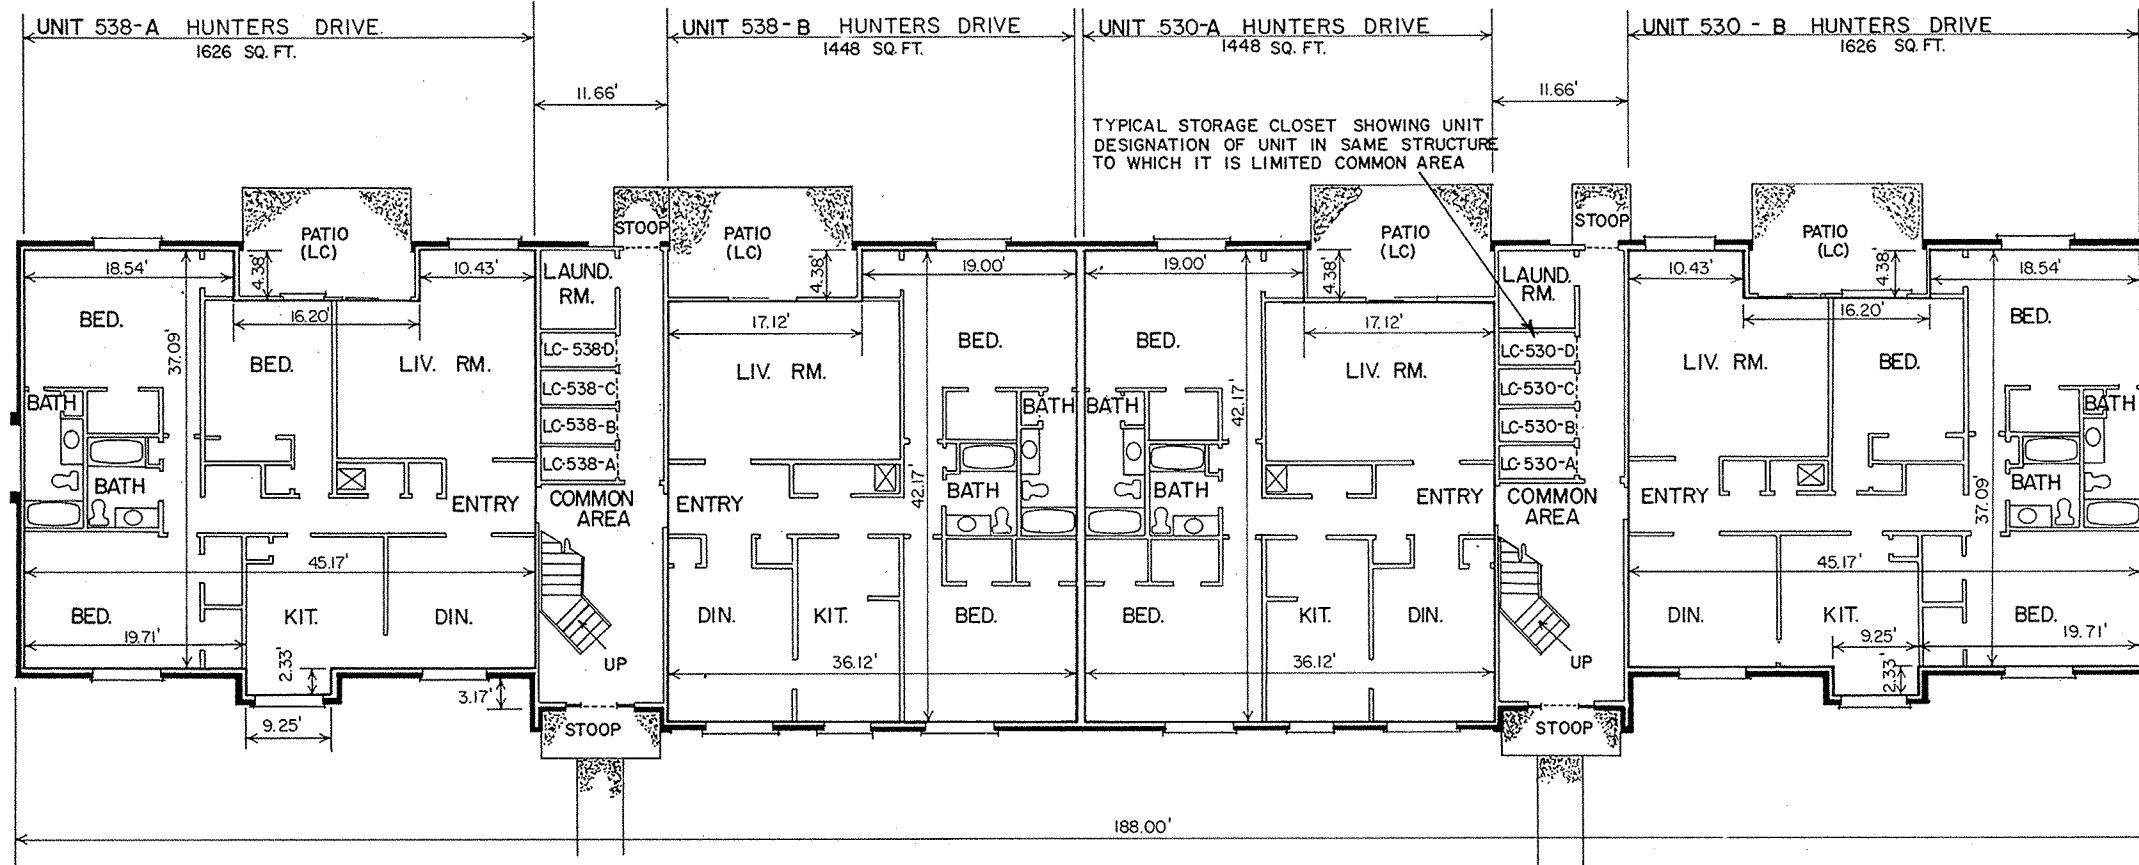 UNIT 538-A HUNTERS DRIVE.
1626 SQ. FT.
UNIT 538-B HUNTERS DRIVE
1448 SQ. FT.
UNIT 530-A HUNTERS DRIVE
1448 SQ. FT.
UNIT 530 - B HUNTERS DRIVE
1626 SQ. FT.
11.66'
11.66'
TYPICAL STORAGE CLOSET SHOWING UNIT
DESIGNATION OF UNIT IN SAME STRUCTURE
TO WHICH IT IS LIMITED COMMON AREA
PATIO
(LC)
18.54'
4.38'
10.43'
16.20'
37.09'
BED.
BED.
LIV. RM.
BATH
BATH
ENTRY
45.17'
BED.
KIT.
DIN.
19.71'
2.33'
9.25'
3.17'
STOOP
LAUND.
RM.
LC-538-D
LC-538-C
LC-538-B
LC-538-A
COMMON
AREA
UP
STOOP
PATIO
(LC)
4.38'
19.00'
17.12'
LIV. RM.
BED.
42.17'
BATH
BATH
ENTRY
DIN.
KIT.
BED.
36.12'
PATIO
(LC)
19.00'
4.38'
17.12'
BED.
LIV. RM.
42.17'
BATH
BATH
ENTRY
BED.
KIT.
DIN.
36.12'
STOOP
LAUND.
RM.
LC-530-D
LC-530-C
LC-530-B
LC-530-A
COMMON
AREA
UP
STOOP
PATIO
(LC)
10.43'
4.38'
18.54'
16.20'
BED.
LIV. RM.
BED.
BATH
BATH
ENTRY
37.09'
45.17'
DIN.
KIT.
BED.
9.25'
19.71'
2.33'
188.00'